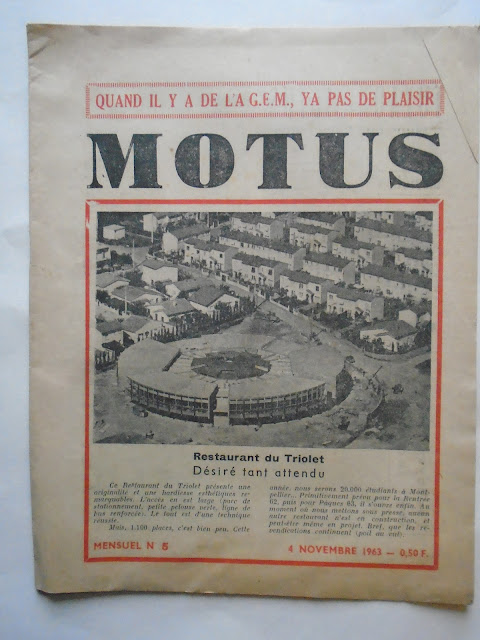 QUAND IL Y A DE L'A G.E.M., YA PAS DE PLAISIR
MOTUS
Restaurant du Triolet
Désiré tant attendu
Ce Restaurant du Triolet présente une
originalité et une hardiesse esthétiques re-
marquables. L'accès en est large (parc de
stationnement, petite pelouse verte, ligne de
bus renforcée). Le tout est d'une technique
réussie.
Mais, 1.100 places, c'est bien peu. Cette
année, nous serons 20.000 étudiants à Mont-
pellier... Primitivement prévu pour la Rentrée
62, puis pour Pâques 63, il s'ouvre enfin. Au
moment où nous mettons sous presse, aucun
autre restaurant n'est en construction, et
peut-être même en projet. Bref, que les re-
vendications continuent (poil au cul).
MENSUEL N 5
4 NOVEMBRE 1963 — 0,50 F.